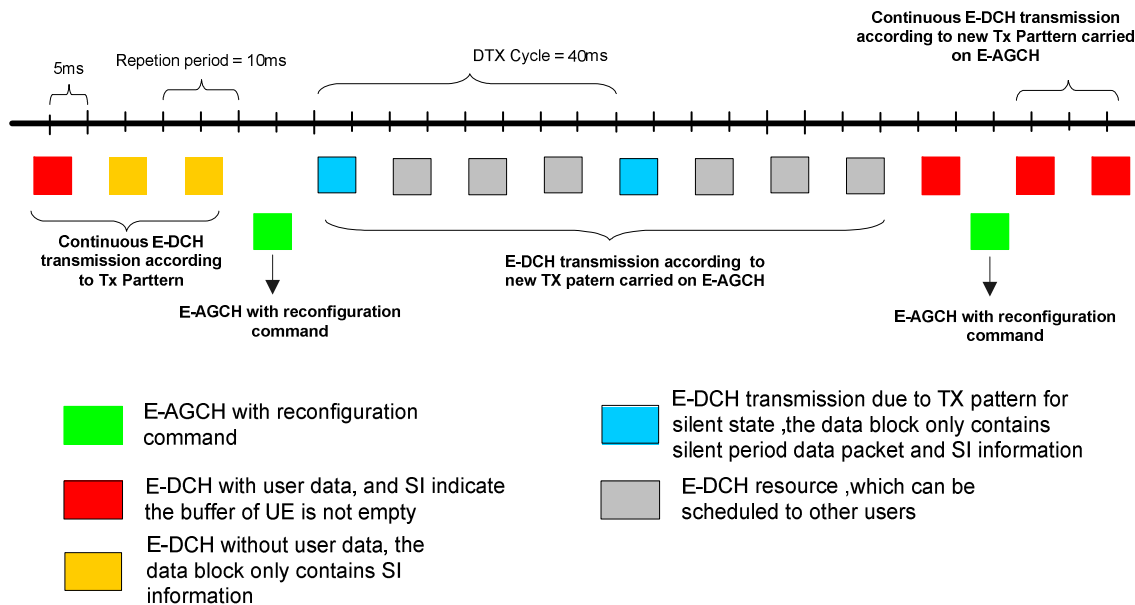 Continuous E-DCH transmission
according to new Tx Parttern carried
on E-AGCH
5ms
Repetion period = 10ms
DTX Cycle = 40ms
Continuous E-DCH
transmission according
to Tx Parttern
E-DCH transmission according to
new TX patern carried on E-AGCH
E-AGCH with reconfiguration
command
E-AGCH with reconfiguration
command
E-AGCH with reconfiguration
command
E-DCH with user data, and SI indicate
the buffer of UE is not empty
E-DCH without user data, the
data block only contains SI
information
E-DCH transmission due to TX pattern for
silent state ,the data block only contains
silent period data packet and SI information
E-DCH resource ,which can be
scheduled to other users